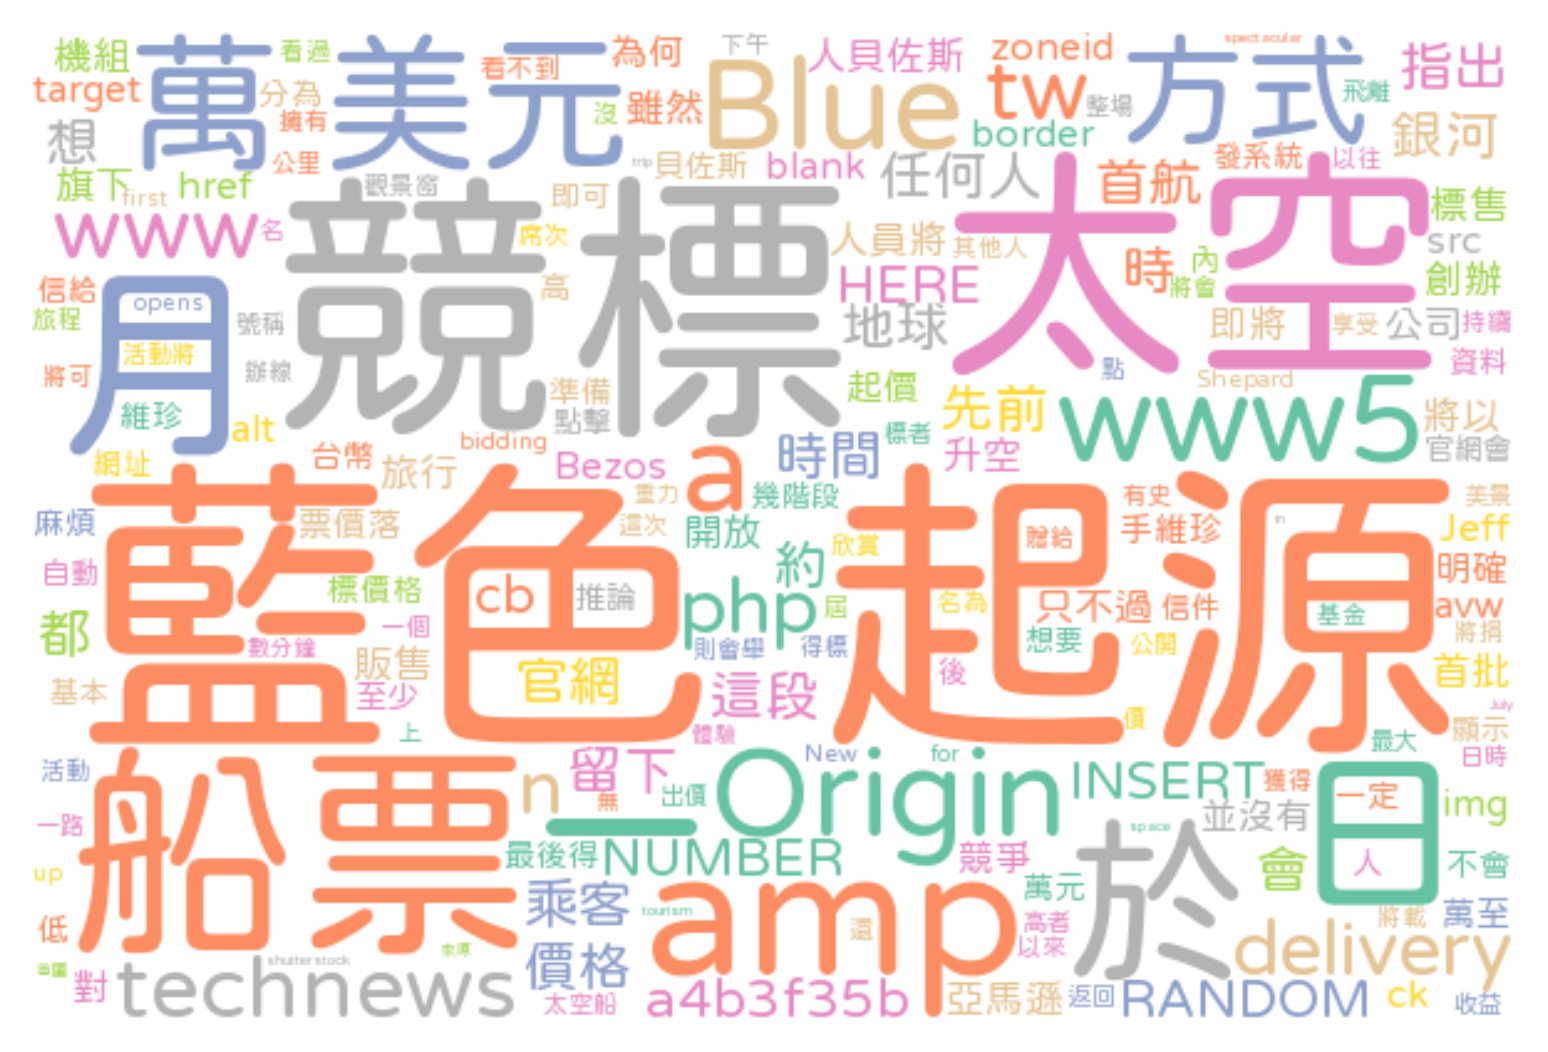 機組 萬 美元 看過 看不到 為何 下午 人貝佐斯 zoneid spectacular 方式 指出
target 分為 擁有 沒 雖然 Blue tw 整場 飛離
想 公里 trip 貝佐斯 blank border 任何人 首航 發系統 以往 銀河
旗下 first href 觀景窗 即可 太空 標售
www 名 競標 席次 人員將 其他人 時 內 src
信給 高 HERE 將會 創辦
旅程 月 opens 號稱 地球 即將 享受 公司 持續
將可 活動將 辦線 準備 起價 點 Shepard 資料
維珍 alt 點擊 先前 www5 將以
網址 台幣 bidding 旅行 Bezos a 時間 標者 升空 官網會
藍色 起源 重力 幾階段 有史 美景
麻煩 票價落 這次 開放 欣賞 贈給 手維珍 Jeff
自動 標價格 cb 推論 約 名為 只不過 信件 明確
都 一個 php 屆 想要 基金 avw 將捐
數分鐘 販售 官網 則會舉 得標 後 公開 首批
基本 至少 這段 價 July
上 體驗 最大 顯示
活動 船票 n 留下 New Origin for INSERT 獲得 日 日時
一路 無 出價 一 space 並沒有 一定 img
up 最後得 NUMBER 競爭 於 會 人 不會
低 乘客 tourism amp 還 萬元 高者 將載 萬至
首圖 來源 shutterstock 價格 以來 delivery
對 technews 太空船 a4b3f35b 亞馬遜 返回 RANDOM ck 收益
in